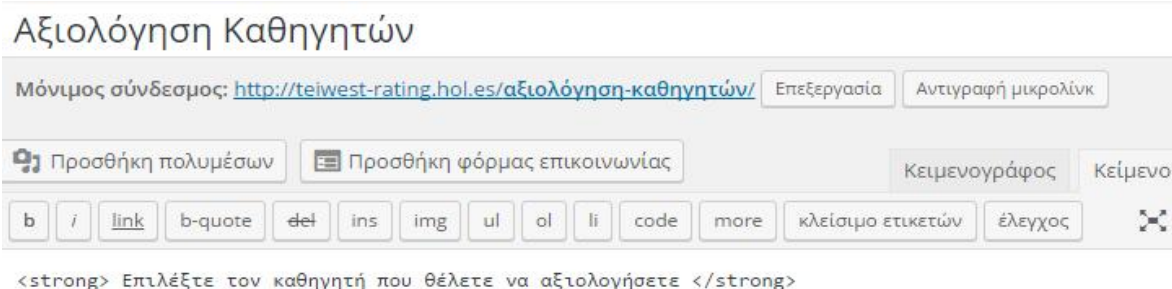 Αξιολόγηση Καθηγητών
Μόνιμος σύνδεσμος: http://teiwest-rating.hol.es/αξιολόγηση-καθηγητών/ Επεξεργασία Αντιγραφή μικρολίνκ
Προσθήκη πολυμέσων Προσθήκη φόρμας επικοινωνίας Κειμενογράφος Κείμενο
b i link b-quote del ins img ul ol li code more κλείσιμο ετικετών έλεγχος
<strong> Επιλέξτε τον καθηγητή που θέλετε να αξιολογήσετε </strong>